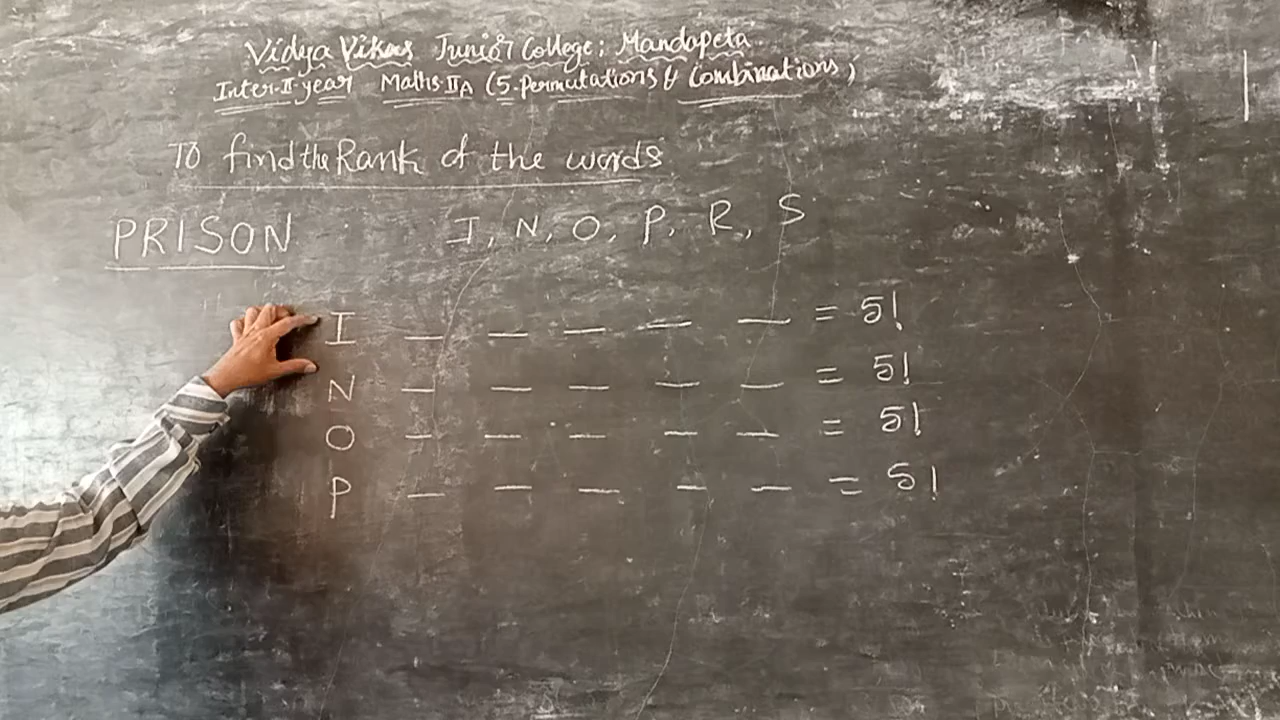 Vidya Vikas Junior College; Mandapeta
Inter-II-year Maths-IIA (5. Permutations & Combinations)
To find the Rank of the words
PRISON I, N, O, P, R, S
I _ _ _ _ _ = 5!
N _ _ _ _ _ = 5!
O _ _ _ _ _ = 5!
P _ _ _ _ _ = 5!